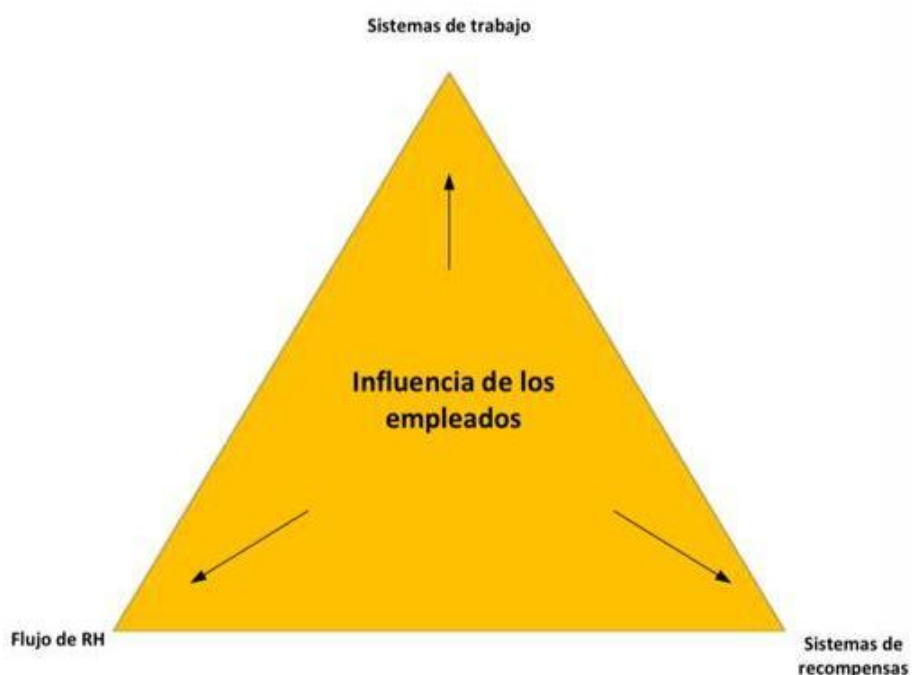 Sistemas de trabajo
Influencia de los
empleados
Flujo de RH
Sistemas de
recompensas